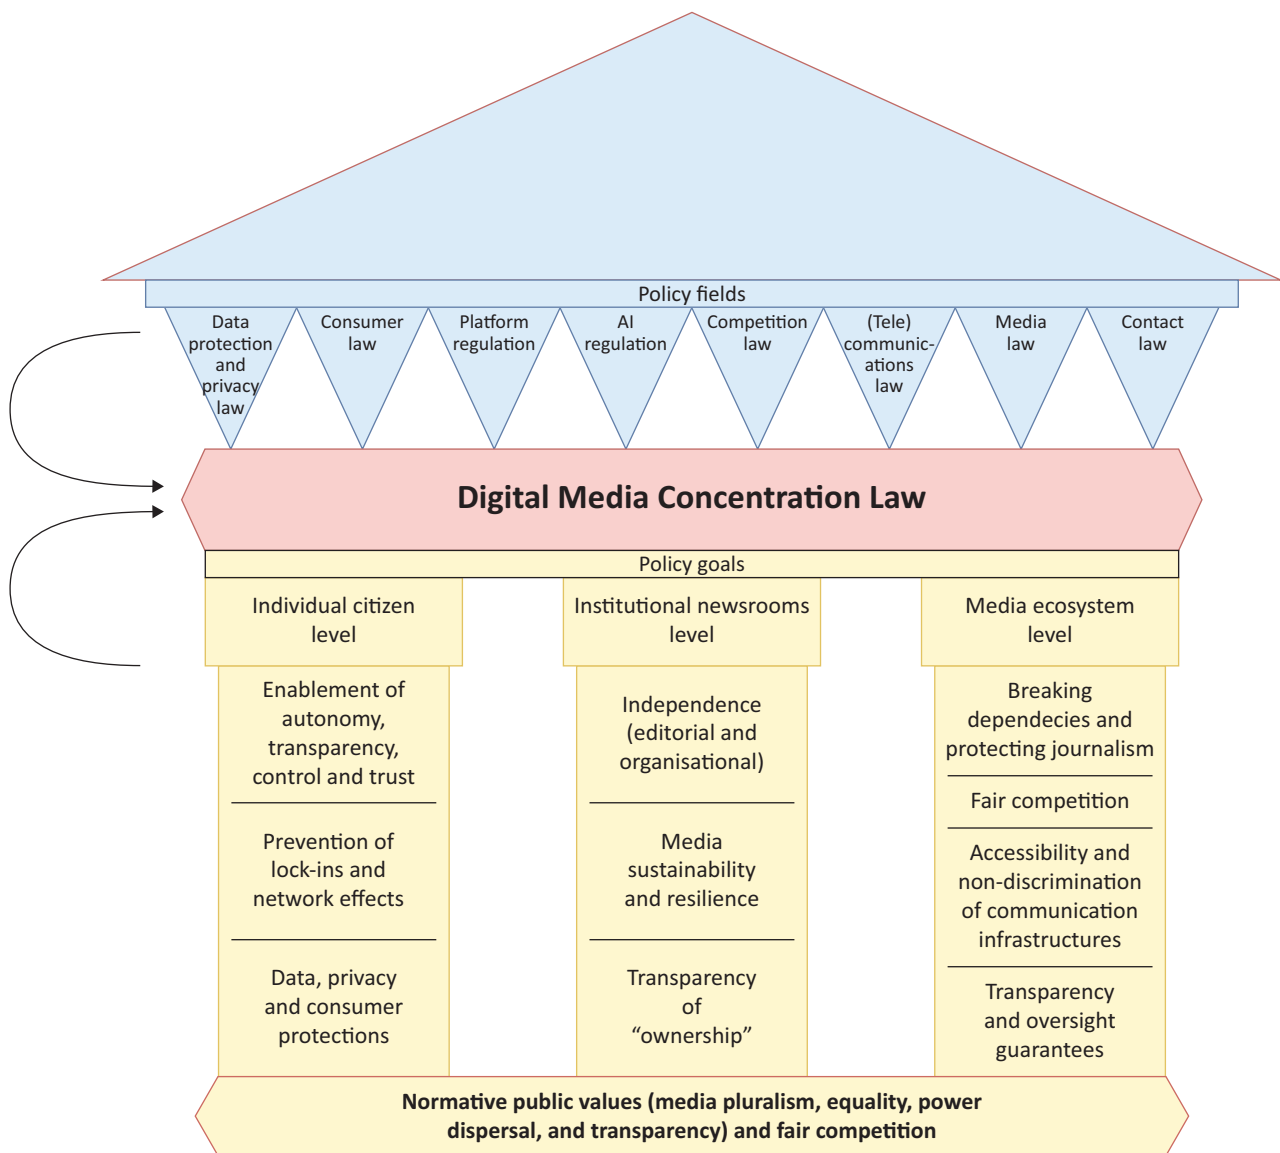 Policy fields
Data
protection
and
privacy
law
Consumer
law
Platform
regulation
AI
regulation
Competition
law
(Tele)
communic-
ations
law
Media
law
Contact
law
Digital Media Concentration Law
Policy goals
Individual citizen
level
Enablement of
autonomy,
transparency,
control and trust
Prevention of
lock-ins and
network effects
Data, privacy
and consumer
protections
Institutional newsrooms
level
Independence
(editorial and
organisational)
Media
sustainability
and resilience
Transparency
of
“ownership”
Media ecosystem
level
Breaking
dependecies and
protecting journalism
Fair competition
Accessibility and
non-discrimination
of communication
infrastructures
Transparency
and oversight
guarantees
Normative public values (media pluralism, equality, power
dispersal, and transparency) and fair competition